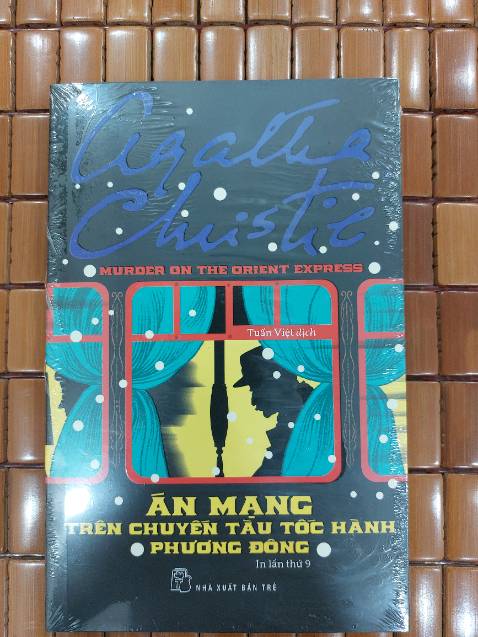 Agatha
Christie
MURDER ON THE ORIENT EXPRESS
Tuấn Việt dịch
ÁN MẠNG
TRÊN CHUYẾN TÀU TỐC HÀNH
PHƯƠNG ĐÔNG
In lần thứ 9
NHÀ XUẤT BẢN TRẺ